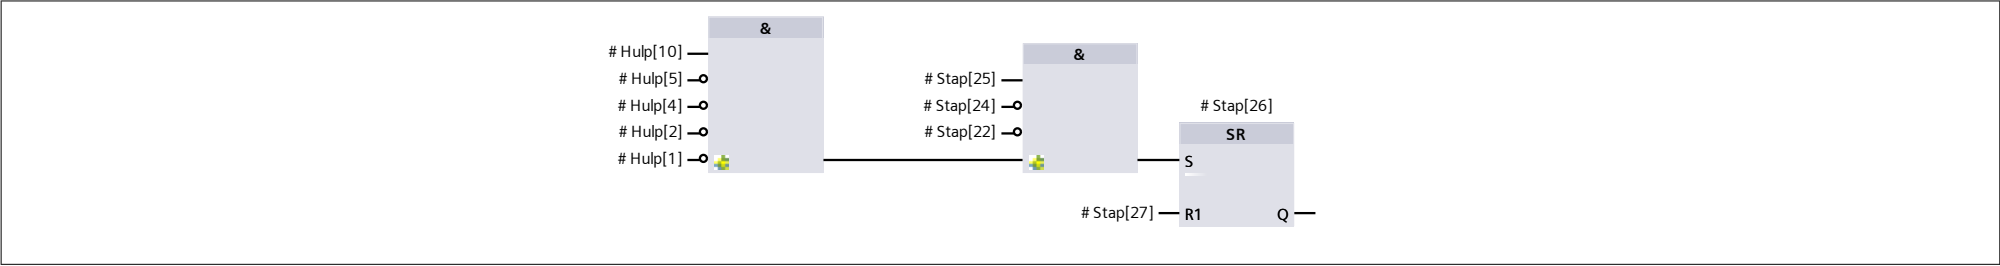 &
# Hulp[10]
# Hulp[5]
# Hulp[4]
# Hulp[2]
# Hulp[1]
&
# Stap[25]
# Stap[24]
# Stap[22]
# Stap[26]
SR
S
# Stap[27]
R1
Q